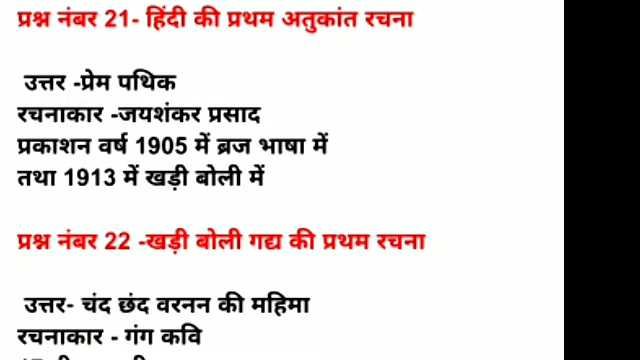 प्रश्न नंबर 21- हिंदी की प्रथम अतुकांत रचना
उत्तर -प्रेम पथिक
रचनाकार -जयशंकर प्रसाद
प्रकाशन वर्ष 1905 में ब्रज भाषा में
तथा 1913 में खड़ी बोली में
प्रश्न नंबर 22 -खड़ी बोली गद्य की प्रथम रचना
उत्तर- चंद छंद वरनन की महिमा
रचनाकार - गंग कवि